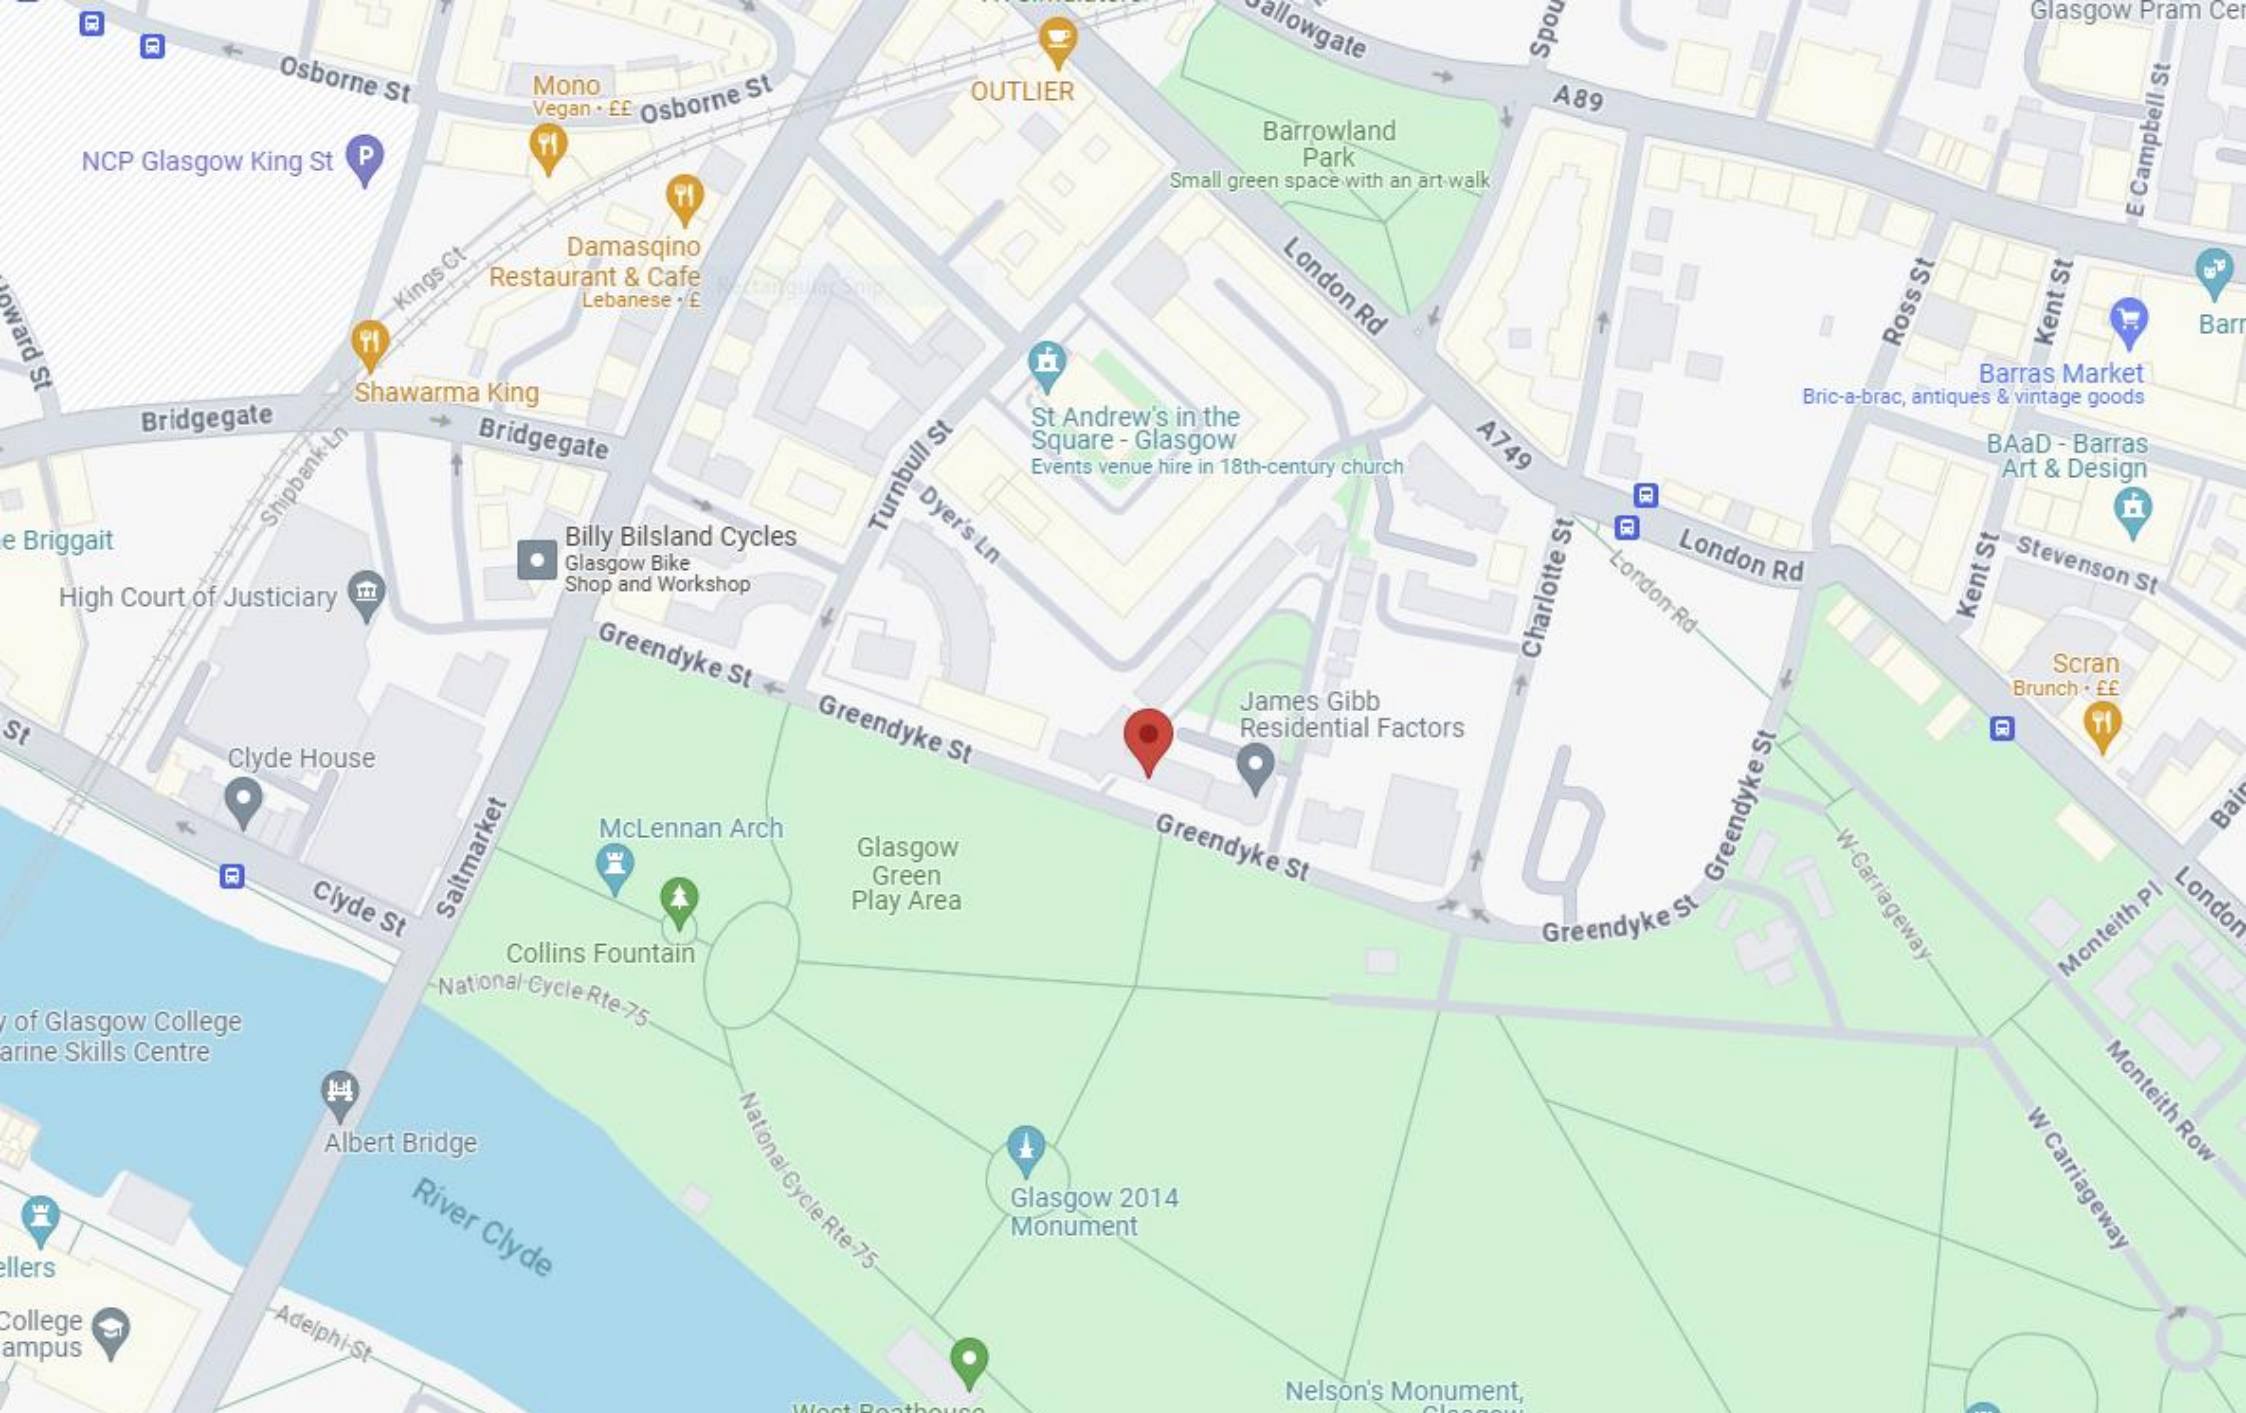 Gallowgate
Glasgow Pram Cer
OUTLIER
Osborne St
Mono
Vegan • ££
Osborne St
A89
E Campbell St
Barrowland
Park
Small green space with an art walk
NCP Glasgow King St
P
Damasqino
Restaurant & Cafe
Lebanese • £
Rectangular Snip
Kings Ct
London Rd
Ross St
Kent St
Barr
Howard St
Shawarma King
Barras Market
Bric-a-brac, antiques & vintage goods
Bridgegate
Bridgegate
St Andrew's in the
Square - Glasgow
Events venue hire in 18th-century church
A749
BAaD - Barras
Art & Design
Shipbank Ln
Turnbull St
Dyer's Ln
e Briggait
Billy Bilsland Cycles
Glasgow Bike
Shop and Workshop
London Rd
Stevenson St
Kent St
High Court of Justiciary
Charlotte St
London Rd
Greendyke St
Scran
Brunch • ££
St
Greendyke St
James Gibb
Residential Factors
Clyde House
Greendyke St
Bain
McLennan Arch
Glasgow
Green
Play Area
Greendyke St
Saltmarket
Clyde St
W Carriageway
London
Greendyke St
Monteith Pl
Collins Fountain
National Cycle Rte 75
y of Glasgow College
arine Skills Centre
Monteith Row
Albert Bridge
National Cycle Rte 75
W Carriageway
River Clyde
Glasgow 2014
Monument
ellers
College
ampus
Adelphi St
Nelson's Monument,
Glasgow
West Boathouse